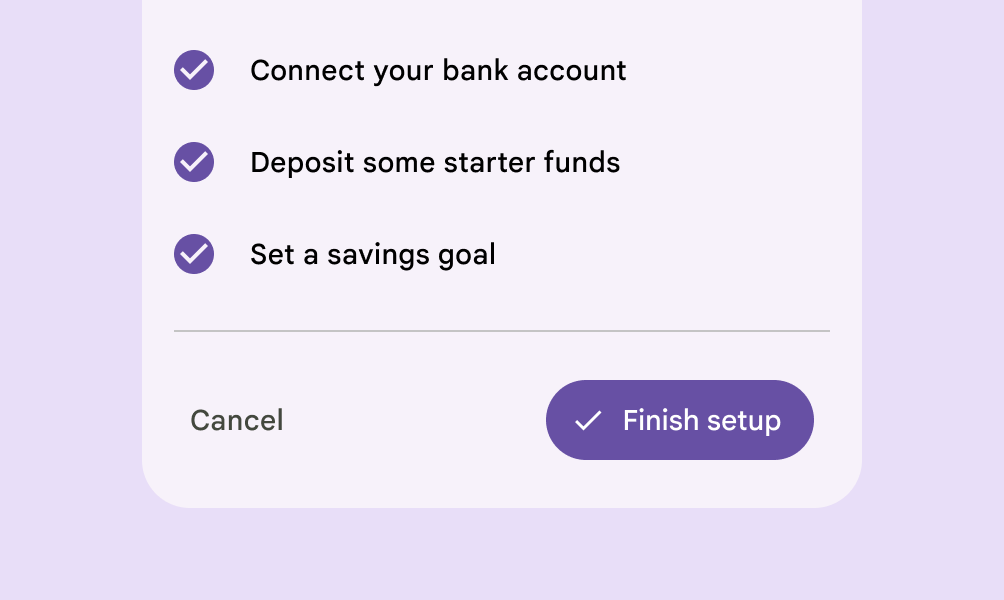 Connect your bank account
Deposit some starter funds
Set a savings goal
Cancel
Finish setup